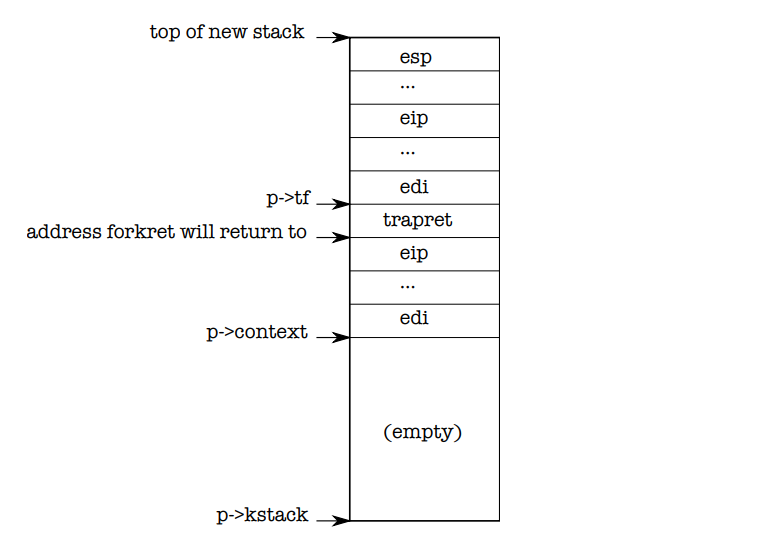 top of new stack
esp
...
eip
...
edi
p->tf
trapret
address forkret will return to
eip
...
edi
p->context
(empty)
p->kstack